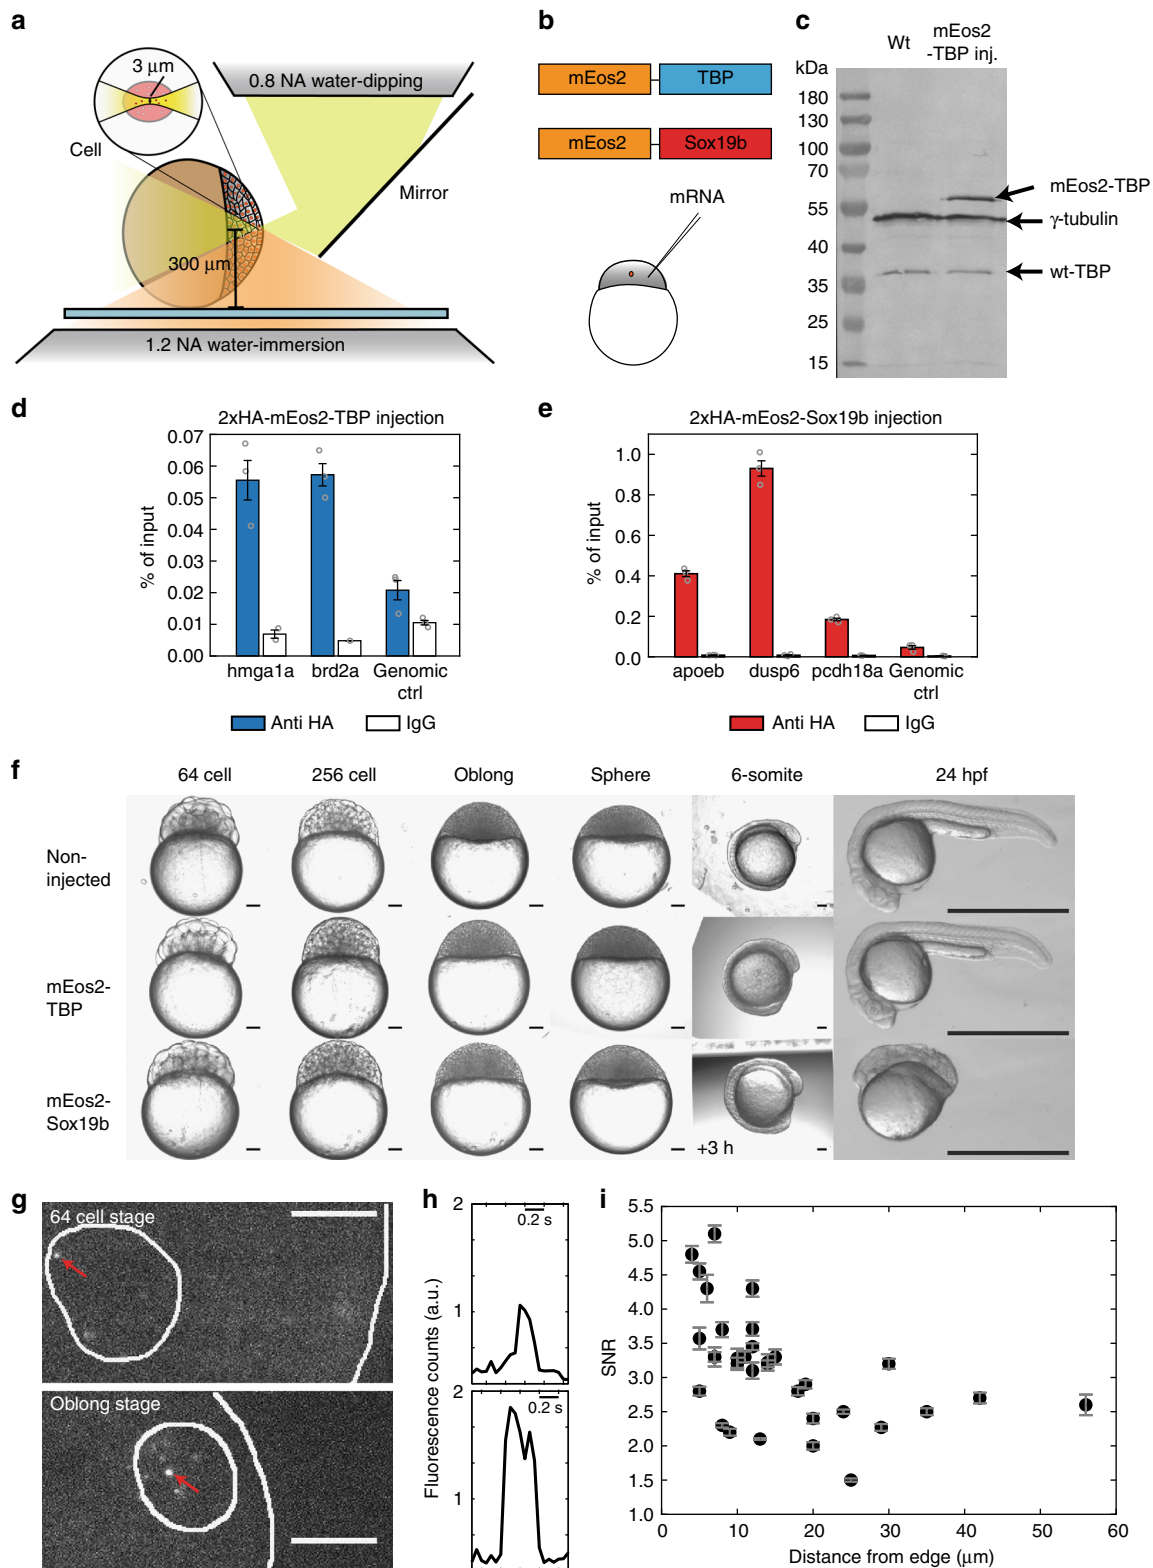 a
3 μm
0.8 NA water-dipping
Cell
Mirror
300 μm
1.2 NA water-immersion
b
mEos2
TBP
mEos2
Sox19b
mRNA
c
Wt
mEos2
-TBP inj.
kDa
180
130
100
70
55
40
35
25
15
mEos2-TBP
γ-tubulin
wt-TBP
d
2xHA-mEos2-TBP injection
% of input
0.07
0.06
0.05
0.04
0.03
0.02
0.01
0.00
hmga1a
brd2a
Genomic
ctrl
Anti HA
IgG
e
2xHA-mEos2-Sox19b injection
% of input
1.0
0.8
0.6
0.4
0.2
0.0
apoeb
dusp6
pcdh18a
Genomic
ctrl
Anti HA
IgG
f
64 cell
256 cell
Oblong
Sphere
6-somite
24 hpf
Non-
injected
mEos2-
TBP
mEos2-
Sox19b
+3 h
g
64 cell stage
Oblong stage
h
Fluorescence counts (a.u.)
2
0.2 s
1
2
0.2 s
1
i
SNR
5.5
5.0
4.5
4.0
3.5
3.0
2.5
2.0
1.5
1.0
0
10
20
30
40
50
60
Distance from edge (μm)